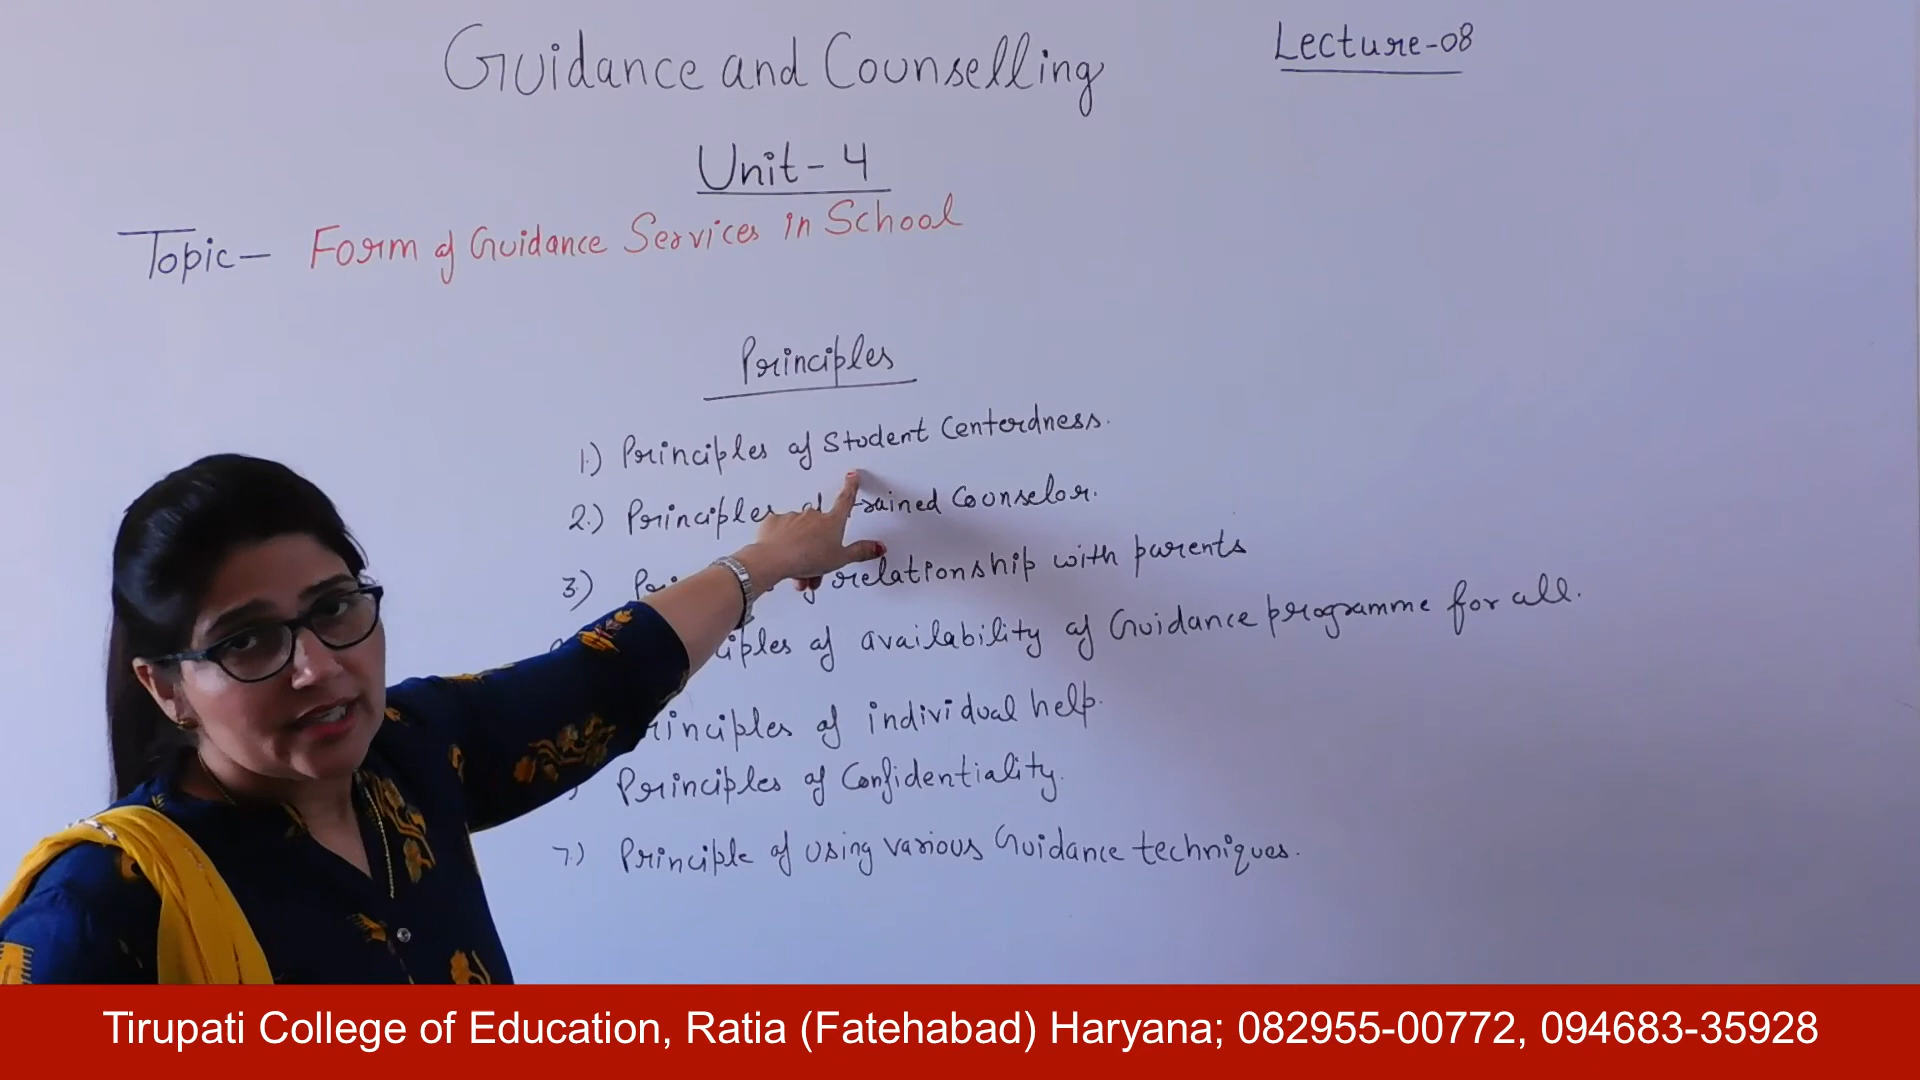 Guidance and Counselling
Lecture-08
Unit-4
Topic- Form of Guidance Services in School
Principles
1.) Principles of Student Centerdness.
2.) Principles of trained Counselor.
3.) relationship with parents
of availability of Guidance programme for all.
Principles of individual help.
Principles of Confidentiality.
7.) Principle of using various Guidance techniques.
Tirupati College of Education, Ratia (Fatehabad) Haryana; 082955-00772, 094683-35928